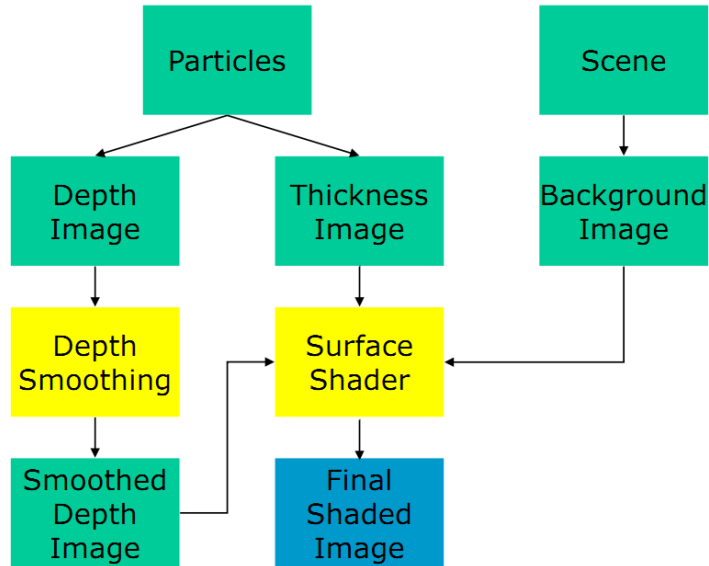 Particles
Scene
Depth
Image
Thickness
Image
Background
Image
Depth
Smoothing
Surface
Shader
Smoothed
Depth
Image
Final
Shaded
Image